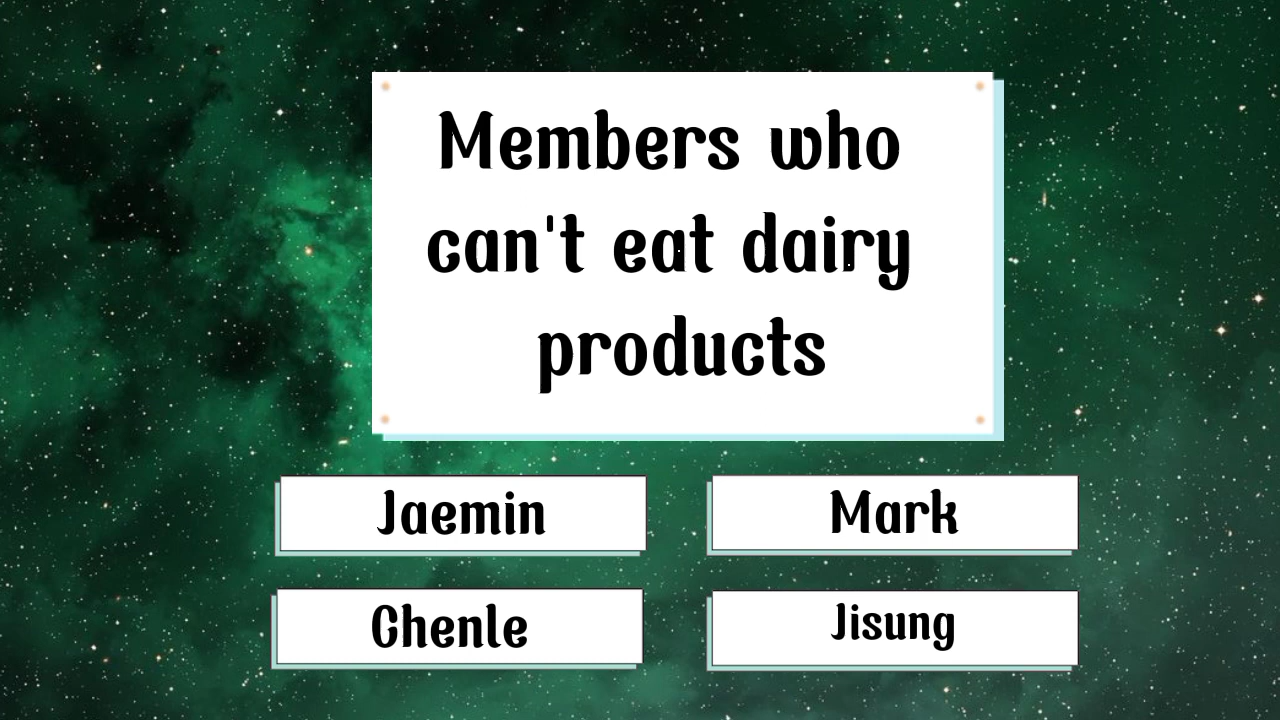 Members who
can't eat dairy
products
Jaemin
Mark
Chenle
Jisung